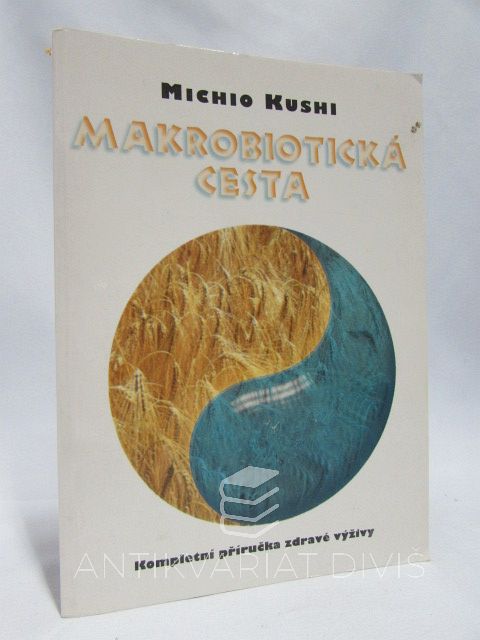 MICHIO KUSHI
MAKROBIOTICKÁ
CESTA
Kompletní příručka zdravé výživy
ANTIKVARIÁT DIVIŠ